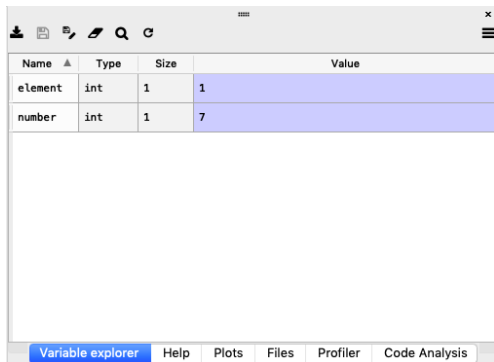 Name Type Size Value
element int 1 1
number int 1 7
Variable explorer Help Plots Files Profiler Code Analysis